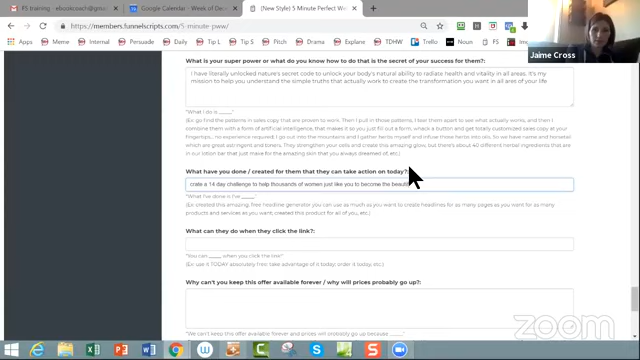 FS training - ebookcoach@gm
Google Calendar - Week of Decem
(New Style) 5 Minute Perfect We
https://members.funnelscripts.com/5-minute-pww/
Daily
Tip L
Tip S
Daily T
TDHW
Trick
Drill
Promo
Notion
Jaime Cross
What is your super power or what do you know how to do that is the secret of your success for them?:
I have literally unlocked nature's secret code to unlock your body's natural ability to radiate health and vitality in all areas. It's my
mission to help you understand the simple truths that actually work to create the transformation you want in all ares of your life
"What I do is ____"
(Ex: go find the patterns in sales copy that are proven to work. Then I pull in those patterns, I tear them apart to see what actually works, and then I
combine them with a form of artificial intelligence, that makes it so you just fill out a form, whack a button and get totally customized sales copy at your
fingertips... no experience required, I go out into the mountains and I gather herbs myself and infuse those herbs into oils. So we have name and horsetail
which are great astringents and toners. They strengthen your cells and create this amazing glow, but there's about 40 different herbal ingredients that are
in our lotion bar that just make for the amazing skin that you always dreamed of, etc.)
What have you done / created for them that they can take action on today?:
crate a 14 day challenge to help thousands of women just like you to become the beautif
"What I've done is I've ____"
(Ex: created this amazing, free headline generator you can use as much as you want to create headlines for as many pages as you want for as many
products and services as you want; created this product for all of you, etc.)
What can they do when they click the link?:
"You can ____ when you click the link"
(Ex: use it TODAY absolutely free; take advantage of it today; order it today, etc.)
Why can't you keep this offer available forever / why will prices probably go up?:
"We can't keep this offer available forever and prices will probably go up because ____."
zoom